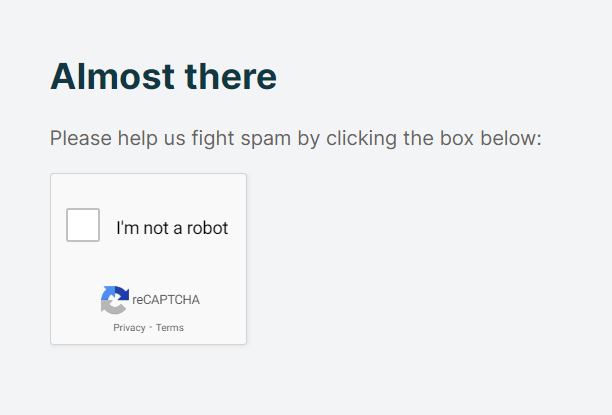 Almost there
Please help us fight spam by clicking the box below:
I'm not a robot
reCAPTCHA
Privacy - Terms